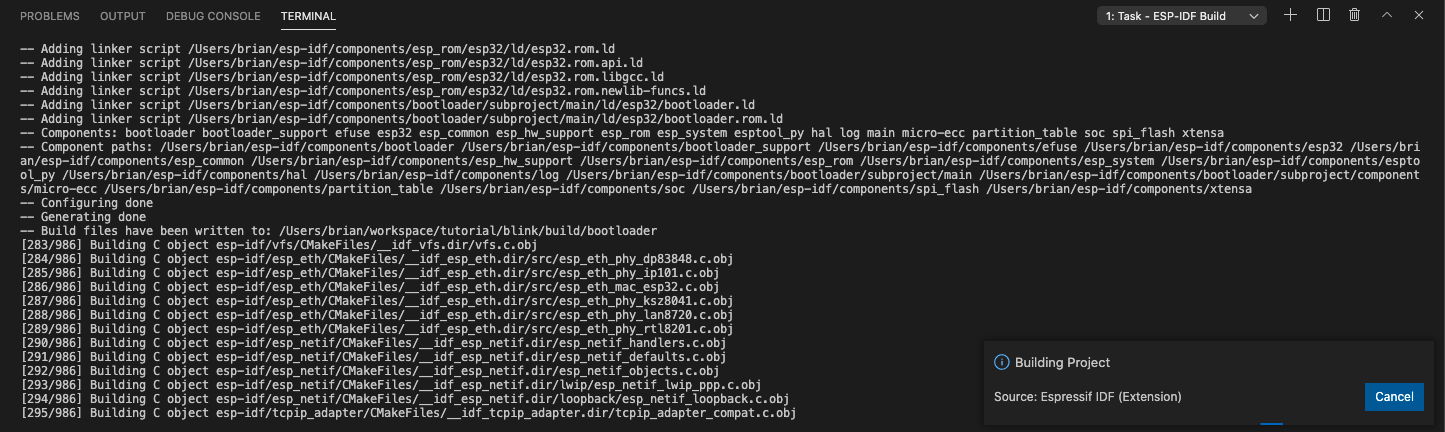 PROBLEMS OUTPUT DEBUG CONSOLE TERMINAL 1: Task - ESP-IDF Build
-- Adding linker script /Users/brian/esp-idf/components/esp_rom/esp32/ld/esp32.rom.ld
-- Adding linker script /Users/brian/esp-idf/components/esp_rom/esp32/ld/esp32.rom.api.ld
-- Adding linker script /Users/brian/esp-idf/components/esp_rom/esp32/ld/esp32.rom.libgcc.ld
-- Adding linker script /Users/brian/esp-idf/components/esp_rom/esp32/ld/esp32.rom.newlib-funcs.ld
-- Adding linker script /Users/brian/esp-idf/components/bootloader/subproject/main/ld/esp32/bootloader.ld
-- Adding linker script /Users/brian/esp-idf/components/bootloader/subproject/main/ld/esp32/bootloader.rom.ld
-- Components: bootloader bootloader_support efuse esp32 esp_common esp_hw_support esp_rom esp_system esptool_py hal log main micro-ecc partition_table soc spi_flash xtensa
-- Component paths: /Users/brian/esp-idf/components/bootloader /Users/brian/esp-idf/components/bootloader_support /Users/brian/esp-idf/components/efuse /Users/brian/esp-idf/components/esp32 /Users/bri
an/esp-idf/components/esp_common /Users/brian/esp-idf/components/esp_hw_support /Users/brian/esp-idf/components/esp_rom /Users/brian/esp-idf/components/esp_system /Users/brian/esp-idf/components/espto
ol_py /Users/brian/esp-idf/components/hal /Users/brian/esp-idf/components/log /Users/brian/esp-idf/components/bootloader/subproject/main /Users/brian/esp-idf/components/bootloader/subproject/component
s/micro-ecc /Users/brian/esp-idf/components/partition_table /Users/brian/esp-idf/components/soc /Users/brian/esp-idf/components/spi_flash /Users/brian/esp-idf/components/xtensa
-- Configuring done
-- Generating done
-- Build files have been written to: /Users/brian/workspace/tutorial/blink/build/bootloader
[283/986] Building C object esp-idf/vfs/CMakeFiles/__idf_vfs.dir/vfs.c.obj
[284/986] Building C object esp-idf/esp_eth/CMakeFiles/__idf_esp_eth.dir/src/esp_eth_phy_dp83848.c.obj
[285/986] Building C object esp-idf/esp_eth/CMakeFiles/__idf_esp_eth.dir/src/esp_eth_phy_ip101.c.obj
[286/986] Building C object esp-idf/esp_eth/CMakeFiles/__idf_esp_eth.dir/src/esp_eth_mac_esp32.c.obj
[287/986] Building C object esp-idf/esp_eth/CMakeFiles/__idf_esp_eth.dir/src/esp_eth_phy_ksz8041.c.obj
[288/986] Building C object esp-idf/esp_eth/CMakeFiles/__idf_esp_eth.dir/src/esp_eth_phy_lan8720.c.obj
[289/986] Building C object esp-idf/esp_eth/CMakeFiles/__idf_esp_eth.dir/src/esp_eth_phy_rtl8201.c.obj
[290/986] Building C object esp-idf/esp_netif/CMakeFiles/__idf_esp_netif.dir/esp_netif_handlers.c.obj
[291/986] Building C object esp-idf/esp_netif/CMakeFiles/__idf_esp_netif.dir/esp_netif_defaults.c.obj
[292/986] Building C object esp-idf/esp_netif/CMakeFiles/__idf_esp_netif.dir/esp_netif_objects.c.obj
[293/986] Building C object esp-idf/esp_netif/CMakeFiles/__idf_esp_netif.dir/lwip/esp_netif_lwip_ppp.c.obj
[294/986] Building C object esp-idf/esp_netif/CMakeFiles/__idf_esp_netif.dir/loopback/esp_netif_loopback.c.obj
[295/986] Building C object esp-idf/tcpip_adapter/CMakeFiles/__idf_tcpip_adapter.dir/tcpip_adapter_compat.c.obj
Building Project
Source: Espressif IDF (Extension) Cancel